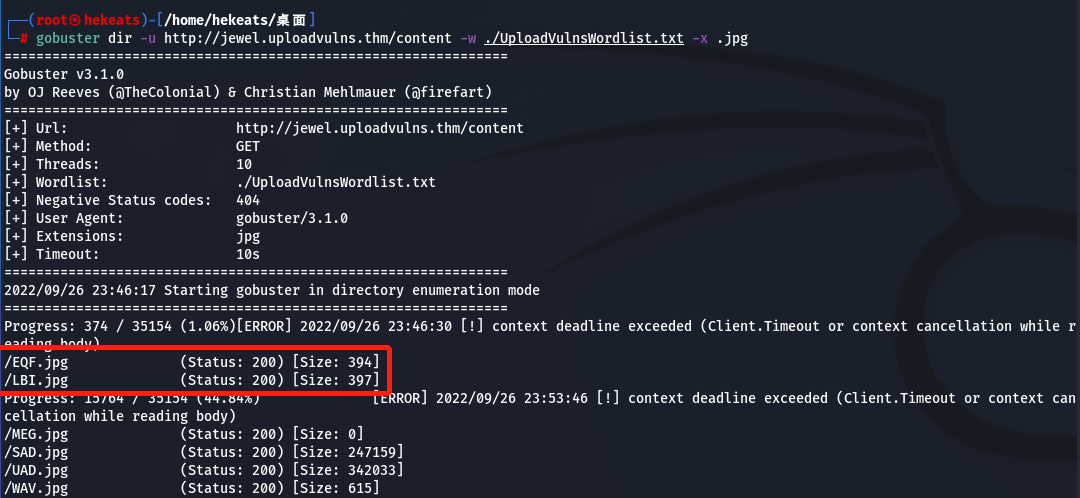 ┌──(root㉿hekeats)-[/home/hekeats/桌面]
└─# gobuster dir -u http://jewel.uploadvulns.thm/content -w ./UploadVulnsWordlist.txt -x .jpg
===============================================================
Gobuster v3.1.0
by OJ Reeves (@TheColonial) & Christian Mehlmauer (@firefart)
===============================================================
[+] Url:                     http://jewel.uploadvulns.thm/content
[+] Method:                  GET
[+] Threads:                 10
[+] Wordlist:                ./UploadVulnsWordlist.txt
[+] Negative Status codes:   404
[+] User Agent:              gobuster/3.1.0
[+] Extensions:              jpg
[+] Timeout:                 10s
===============================================================
2022/09/26 23:46:17 Starting gobuster in directory enumeration mode
===============================================================
Progress: 374 / 35154 (1.06%)[ERROR] 2022/09/26 23:46:30 [!] context deadline exceeded (Client.Timeout or context cancellation while r
eading body)
/EQF.jpg              (Status: 200) [Size: 394]
/LBI.jpg              (Status: 200) [Size: 397]
Progress: 15764 / 35154 (44.84%)              [ERROR] 2022/09/26 23:53:46 [!] context deadline exceeded (Client.Timeout or context can
cellation while reading body)
/MEG.jpg              (Status: 200) [Size: 0]
/SAD.jpg              (Status: 200) [Size: 247159]
/UAD.jpg              (Status: 200) [Size: 342033]
/WAV.jpg              (Status: 200) [Size: 615]